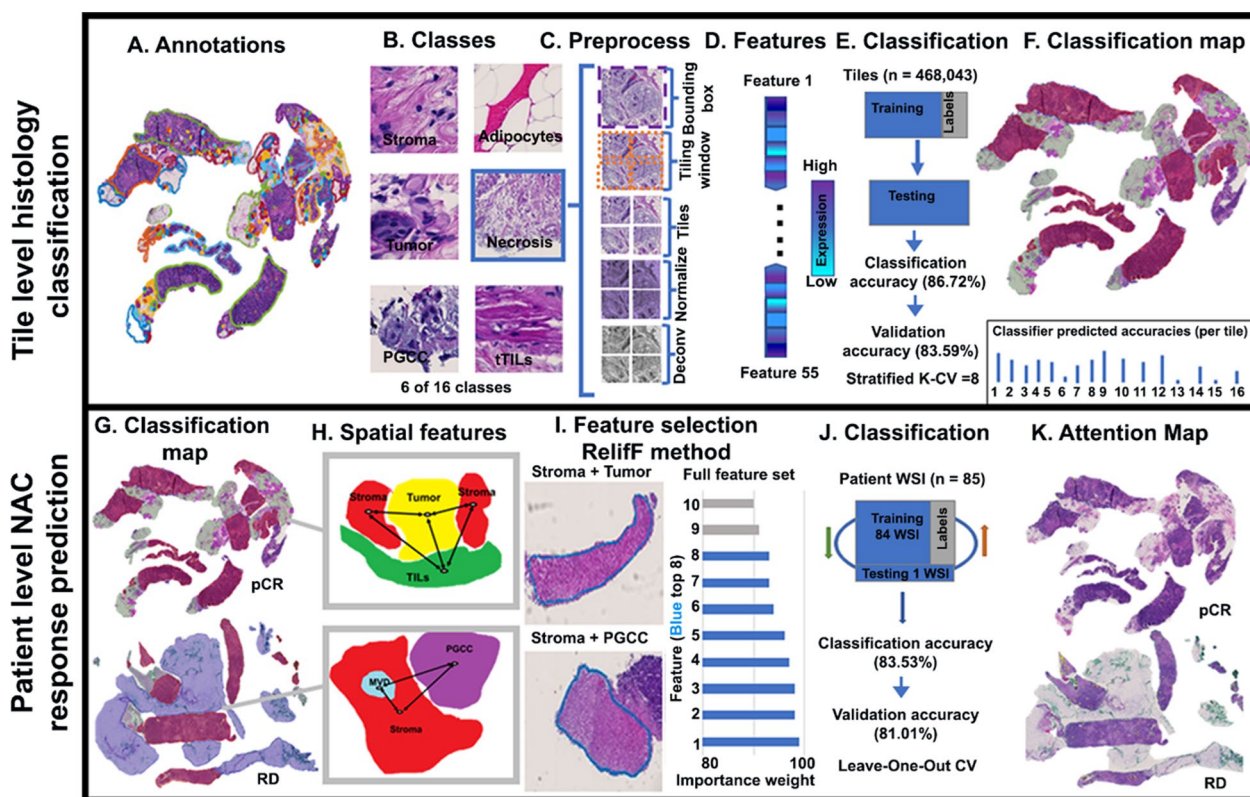 Tile level histology
classification
A. Annotations
B. Classes
Stroma
Adipocytes
Tumor
Necrosis
PGCC
tTILs
6 of 16 classes
C. Preprocess
Bounding
box
Tiling
window
Tiles
Normalize
Deconv
D. Features
Feature 1
High
Expression
Low
Feature 55
E. Classification
Tiles (n = 468,043)
Training
Labels
Testing
Classification
accuracy
(86.72%)
Validation
accuracy
(83.59%)
Stratified K-CV =8
F. Classification map
Classifier predicted accuracies (per tile)
1 2 3 4 5 6 7 8 9 10 11 12 13 14 15 16
Patient level NAC
response prediction
G. Classification
map
pCR
RD
H. Spatial features
Stroma
Tumor
Stroma
TILs
PGCC
MVD
Stroma
I. Feature selection
RelifF method
Stroma + Tumor
Stroma + PGCC
Full feature set
Feature (Blue top 8)
10
9
8
7
6
5
4
3
2
1
80 100
Importance weight
J. Classification
Patient WSI (n = 85)
Training
84 WSI
Labels
Testing 1 WSI
Classification accuracy
(83.53%)
Validation accuracy
(81.01%)
Leave-One-Out CV
K. Attention Map
pCR
RD